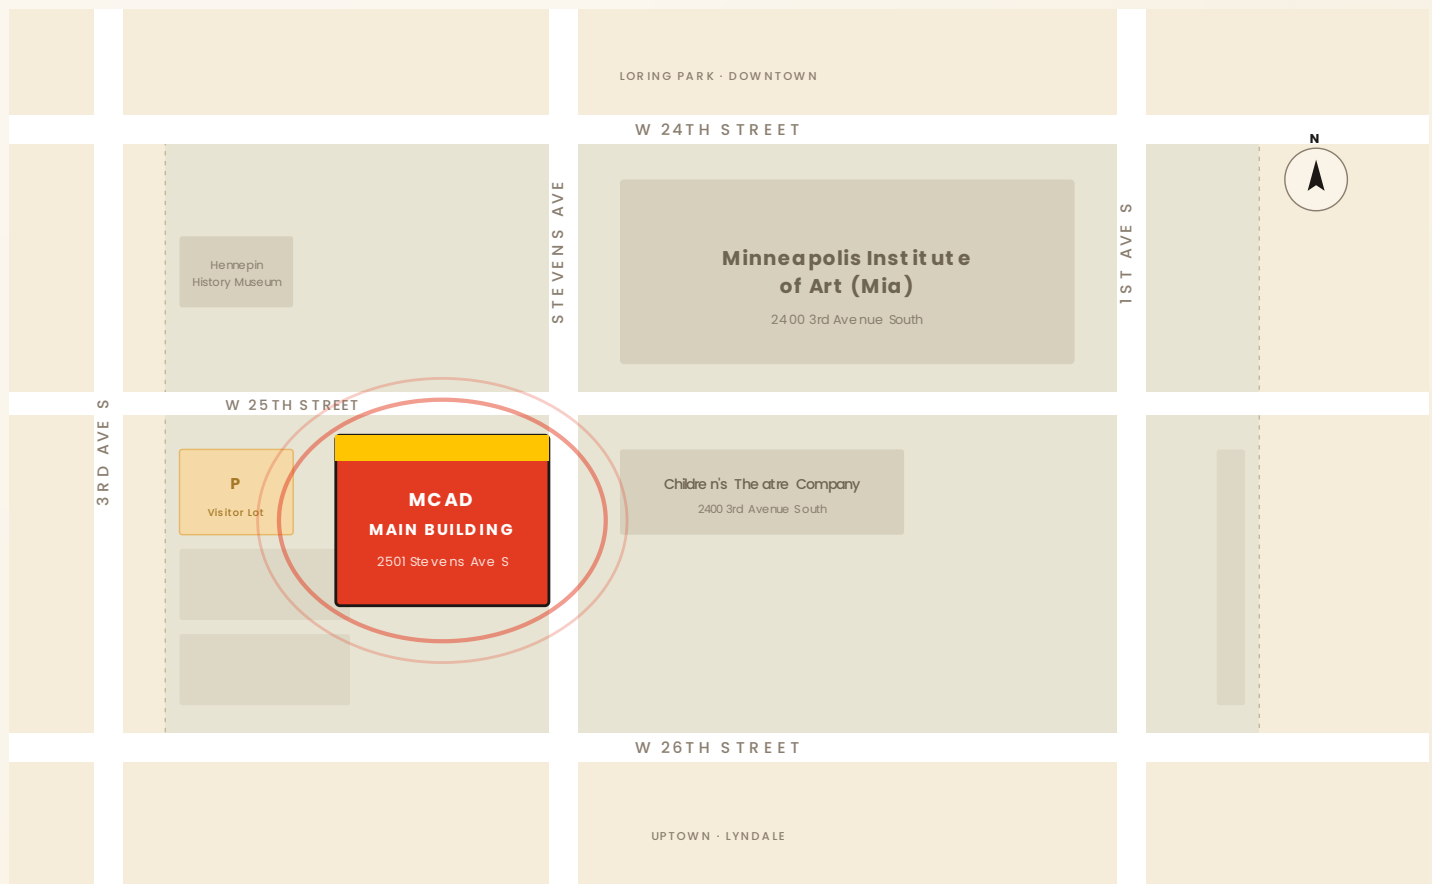 LORING PARK · DOWNTOWN
W 24TH STREET
N
STEVENS AVE
1ST AVE S
Hennepin
History Museum
Minneapolis Institute
of Art (Mia)
2400 3rd Avenue South
W 25TH STREET
3RD AVE S
P
Visitor Lot
MCAD
MAIN BUILDING
2501 Stevens Ave S
Children's Theatre Company
2400 3rd Avenue South
W 26TH STREET
UPTOWN · LYNDALE